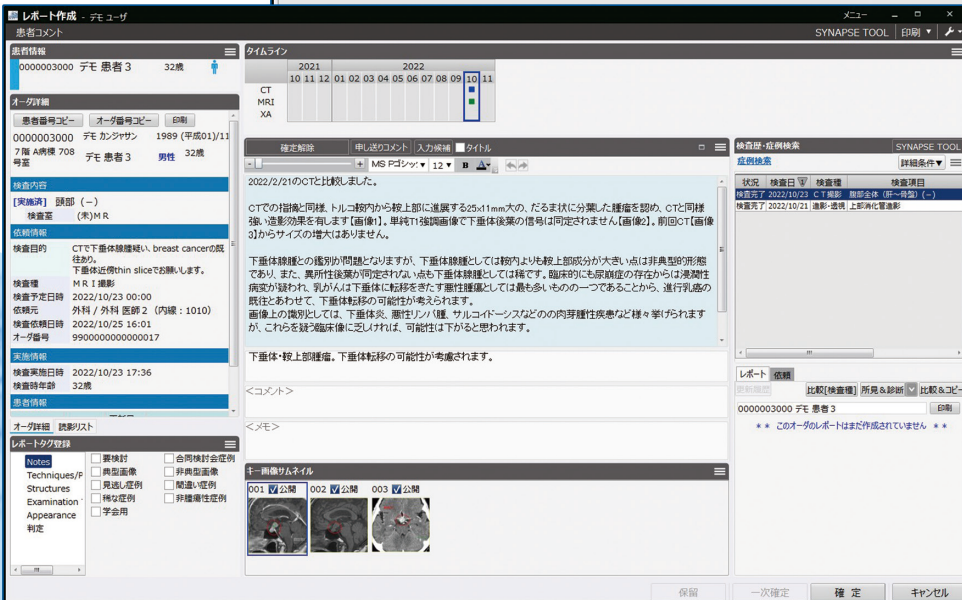 レポート作成 - デモ ユーザ
メニュー
患者コメント
SYNAPSE TOOL
印刷
患者情報
0000003000 デモ 患者3 32歳
オーダ詳細
患者番号コピー
オーダ番号コピー
印刷
0000003000 デモ カンジャサン 1989 (平成01)/11
7階 A病棟 708号室 デモ 患者3 男性 32歳
検査内容
[実施済] 頭部 (-)
検査室 (未)MR
依頼情報
検査目的 CTで下垂体腺腫疑い、breast cancerの既
往あり。
下垂体近傍thin sliceでお願いします。
検査種 MRI撮影
検査予定日時 2022/10/23 00:00
依頼元 外科 / 外科 医師2 (内線:1010)
検査依頼日時 2022/10/25 16:01
オーダ番号 9900000000000017
実施情報
検査実施日時 2022/10/23 17:36
検査時年齢 32歳
患者情報
オーダ詳細 読影リスト
レポートタグ登録
Notes
Techniques/P
Structures
Examination
Appearance
判定
要検討 合同検討会症例
典型画像 非典型画像
見逃し症例 間違い症例
稀な症例 非腫瘍性症例
学会用
タイムライン
2021 2022
10 11 12 01 02 03 04 05 06 07 08 09 10 11
CT
MRI
XA
確定解除
申し送りコメント
入力候補
タイトル
MS Pゴシッ: 12 B A
2022/2/21のCTと比較しました。
CTでの指摘と同様、トルコ鞍内から鞍上部に進展する25x11mm大の、だるま状に分葉した腫瘤を認め、CTと同様
強い造影効果を有します【画像1】。単純T1強調画像で下垂体後葉の信号は同定されません【画像2】。前回CT【画像
3】からサイズの増大はありません。
下垂体腺腫との鑑別が問題となりますが、下垂体腺腫としては鞍内よりも鞍上部成分が大きい点は非典型的形態
であり、また、異所性後葉が同定されない点も下垂体腺腫としては稀です。臨床的にも尿崩症の存在からは浸潤性
病変が疑われ、乳がんは下垂体に転移をきたす悪性腫瘍としては最も多いものの一つであることから、進行乳癌の
既往とあわせて、下垂体転移の可能性が考えられます。
画像上の鑑別としては、下垂体炎、悪性リンパ腫、サルコイドーシスなどのの肉芽腫性疾患など様々挙げられます
が、これらを疑う臨床像に乏しければ、可能性は下がると思われます。
下垂体・鞍上部腫瘤。下垂体転移の可能性が考慮されます。
<コメント>
<メモ>
キー画像サムネイル
001 公開 002 公開 003 公開
検査歴・症例検索 SYNAPSE TOOL
症例検索
詳細条件
状況 検査日 検査種 検査項目
検査完了 2022/10/23 CT撮影 腹部全体(肝~骨盤)(-)
検査完了 2022/10/21 造影・透視 上部消化管造影
レポート 依頼
更新履歴 比較[検査種] 所見&診断 比較&コピー
0000003000 デモ 患者3 印刷
** このオーダのレポートはまだ作成されていません **
保留
一次確定
確 定
キャンセル